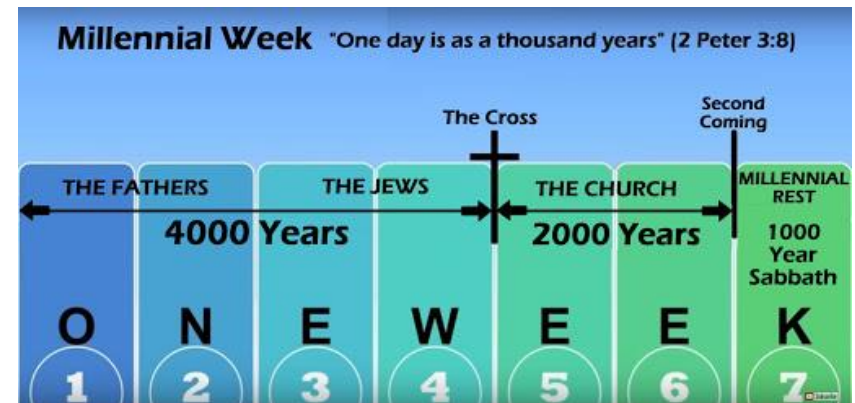 Millennial Week "One day is as a thousand years" (2 Peter 3:8)
The Cross
Second
Coming
THE FATHERS
THE JEWS
THE CHURCH
MILLENNIAL
REST
4000 Years
2000 Years
1000
Year
Sabbath
O N E W E E K
1 2 3 4 5 6 7